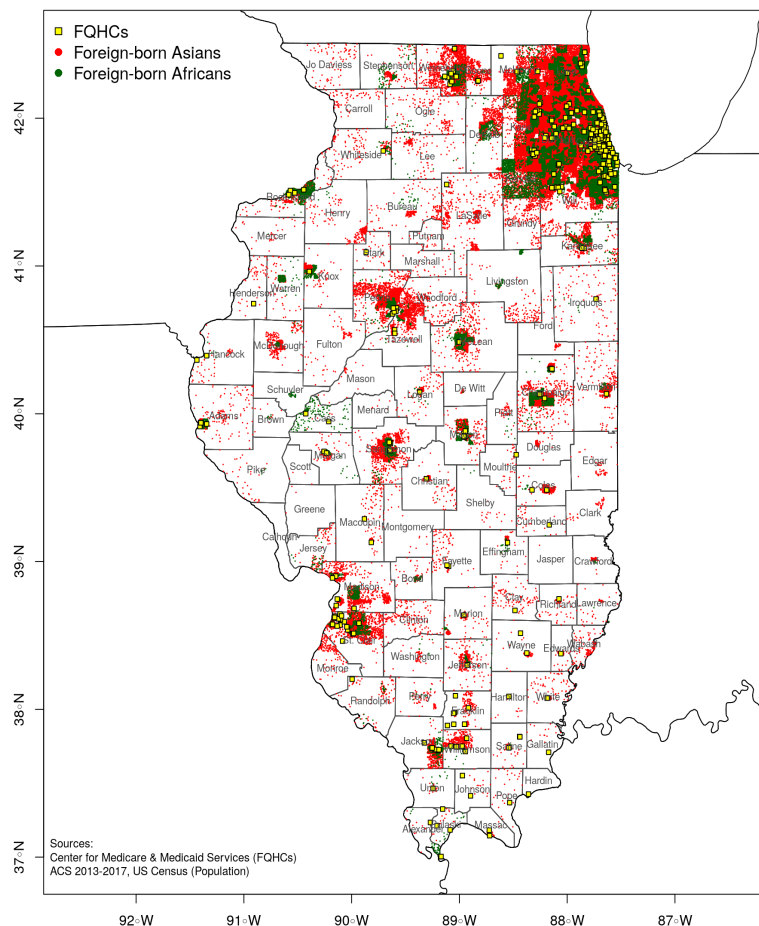 FQHCs
Foreign-born Asians
Foreign-born Africans
Jo Daviess
Stephenson
Carroll
Ogle
Whiteside
Lee
Henry
Bureau
LaSalle
Grundy
Will
Mercer
Putnam
Kankakee
Stark
Marshall
Knox
Warren
Henderson
Livingston
Woodford
Iroquois
Ford
Hancock
McDonough
Fulton
Tazewell
Mason
Schuyler
Logan
De Witt
Adams
Brown
Cass
Menard
Piatt
Pike
Scott
Morgan
Christian
Moultrie
Douglas
Edgar
Coles
Greene
Macoupin
Montgomery
Shelby
Cumberland
Clark
Calhoun
Jersey
Fayette
Effingham
Jasper
Crawford
Madison
Bond
Clay
Richland
Lawrence
Clinton
Marion
Wayne
Edwards
Wabash
Monroe
Washington
Jefferson
Randolph
Perry
Hamilton
White
Franklin
Jackson
Williamson
Saline
Gallatin
Union
Johnson
Pope
Hardin
Alexander
Pulaski
Massac
42°N
41°N
40°N
39°N
38°N
37°N
Sources:
Center for Medicare & Medicaid Services (FQHCs)
ACS 2013-2017, US Census (Population)
92°W
91°W
90°W
89°W
88°W
87°W